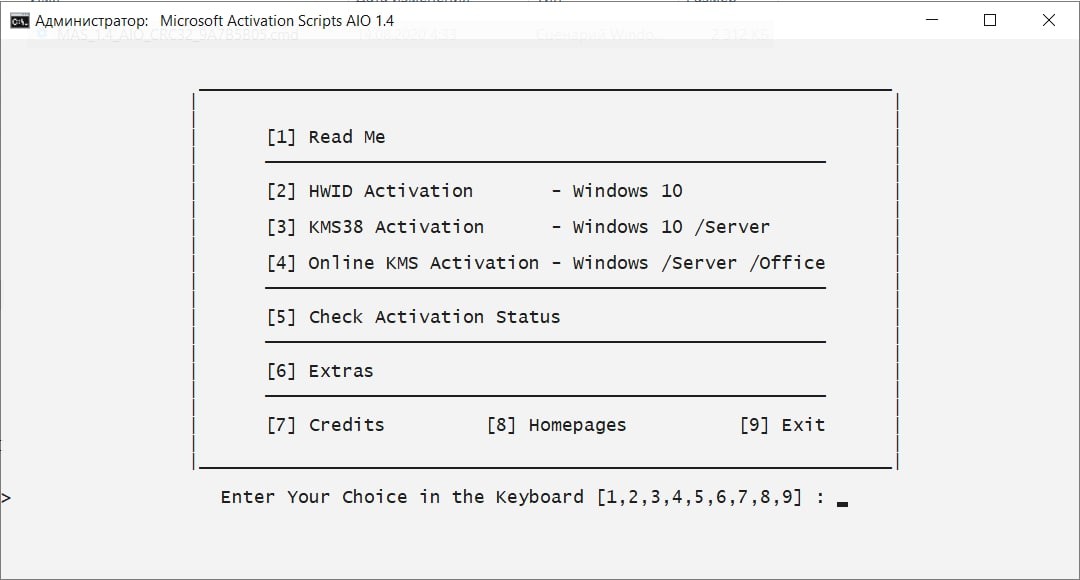 Администратор: Microsoft Activation Scripts AIO 1.4
[1] Read Me
[2] HWID Activation - Windows 10
[3] KMS38 Activation - Windows 10 /Server
[4] Online KMS Activation - Windows /Server /Office
[5] Check Activation Status
[6] Extras
[7] Credits [8] Homepages [9] Exit
> Enter Your Choice in the Keyboard [1,2,3,4,5,6,7,8,9] : _